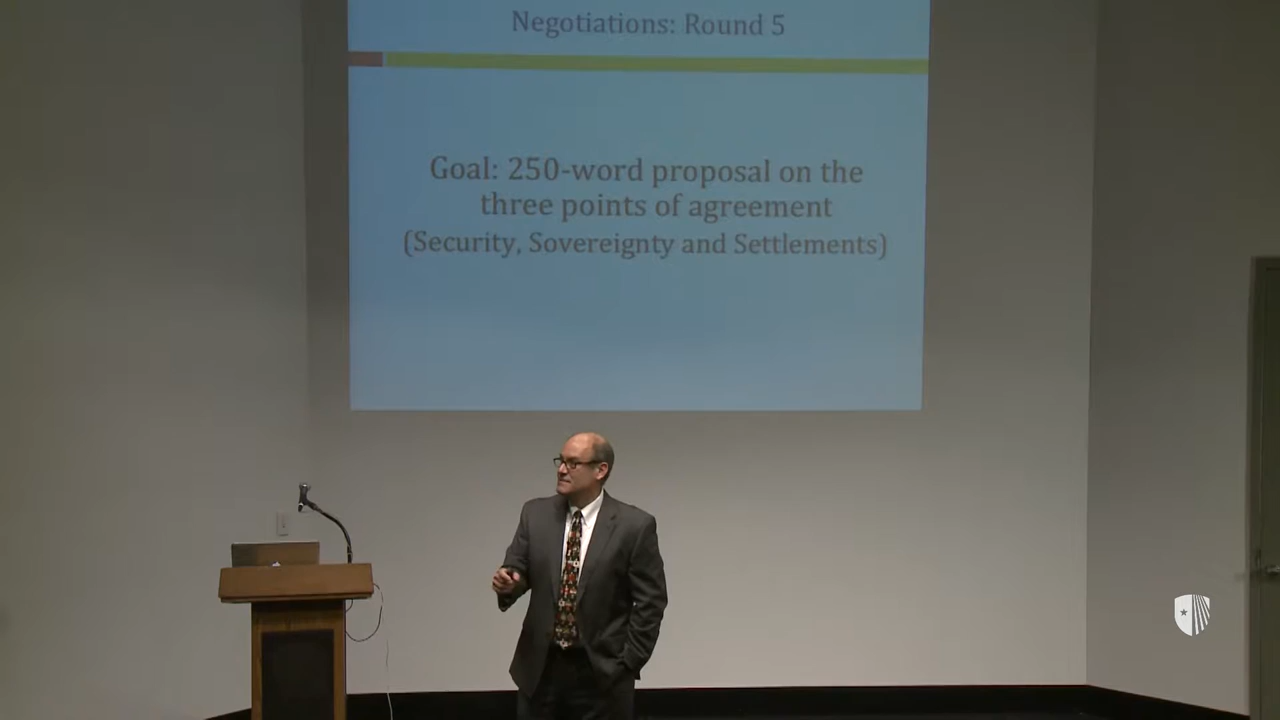 Negotiations: Round 5
Goal: 250-word proposal on the
three points of agreement
(Security, Sovereignty and Settlements)